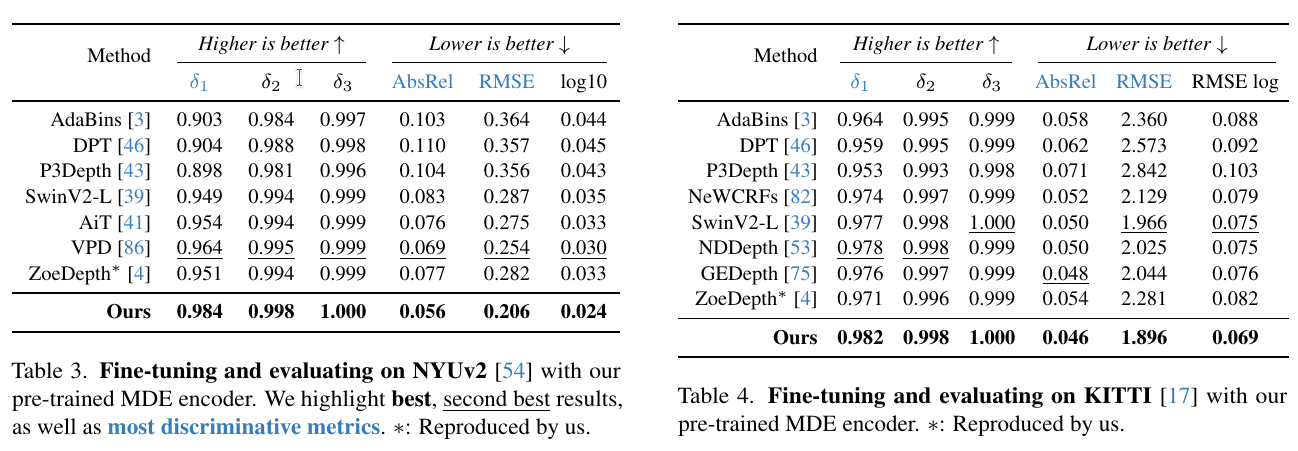 Method Higher is better ↑ Lower is better ↓
δ1 δ2 δ3 AbsRel RMSE log10
AdaBins [3] 0.903 0.984 0.997 0.103 0.364 0.044
DPT [46] 0.904 0.988 0.998 0.110 0.357 0.045
P3Depth [43] 0.898 0.981 0.996 0.104 0.356 0.043
SwinV2-L [39] 0.949 0.994 0.999 0.083 0.287 0.035
AiT [41] 0.954 0.994 0.999 0.076 0.275 0.033
VPD [86] 0.964 0.995 0.999 0.069 0.254 0.030
ZoeDepth* [4] 0.951 0.994 0.999 0.077 0.282 0.033
Ours 0.984 0.998 1.000 0.056 0.206 0.024
Table 3. Fine-tuning and evaluating on NYUv2 [54] with our
pre-trained MDE encoder. We highlight best, second best results,
as well as most discriminative metrics. ∗: Reproduced by us.
Method Higher is better ↑ Lower is better ↓
δ1 δ2 δ3 AbsRel RMSE RMSE log
AdaBins [3] 0.964 0.995 0.999 0.058 2.360 0.088
DPT [46] 0.959 0.995 0.999 0.062 2.573 0.092
P3Depth [43] 0.953 0.993 0.998 0.071 2.842 0.103
NeWCRFs [82] 0.974 0.997 0.999 0.052 2.129 0.079
SwinV2-L [39] 0.977 0.998 1.000 0.050 1.966 0.075
NDDepth [53] 0.978 0.998 0.999 0.050 2.025 0.075
GEDepth [75] 0.976 0.997 0.999 0.048 2.044 0.076
ZoeDepth* [4] 0.971 0.996 0.999 0.054 2.281 0.082
Ours 0.982 0.998 1.000 0.046 1.896 0.069
Table 4. Fine-tuning and evaluating on KITTI [17] with our
pre-trained MDE encoder. ∗: Reproduced by us.